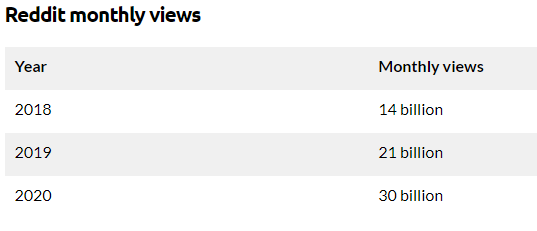 Reddit monthly views
Year Monthly views
2018 14 billion
2019 21 billion
2020 30 billion